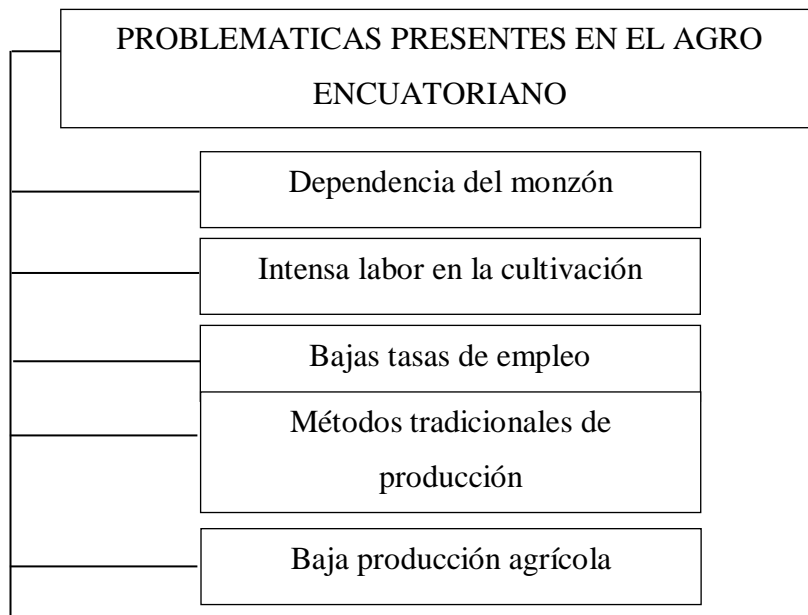 PROBLEMATICAS PRESENTES EN EL AGRO
ENCUATORIANO
Dependencia del monzón
Intensa labor en la cultivación
Bajas tasas de empleo
Métodos tradicionales de
producción
Baja producción agrícola